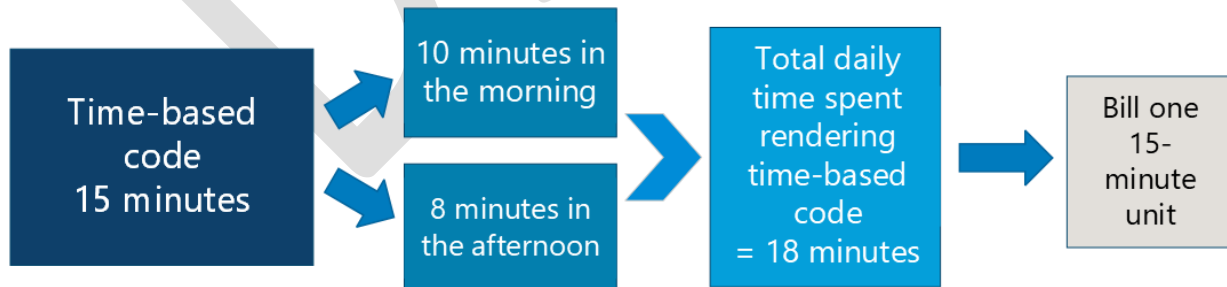 Time-based
code
15 minutes
10 minutes in
the morning
8 minutes in
the afternoon
Total daily
time spent
rendering
time-based
code
= 18 minutes
Bill one
15-
minute
unit